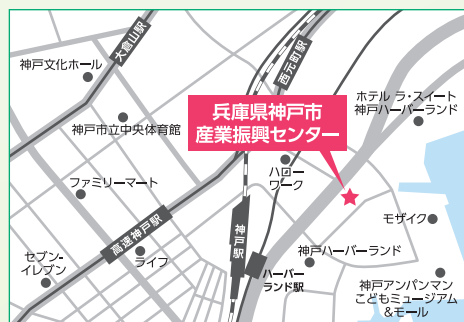 大倉山駅
神戸文化ホール
西元町駅
兵庫県神戸市
産業振興センター
ホテル ラ・スイート
神戸ハーバーランド
神戸市立中央体育館
ハロー
ワーク
ファミリーマート
高速神戸駅
神戸駅
モザイク
セブン-
イレブン
ライフ
神戸ハーバーランド
ハーバー
ランド駅
神戸アンパンマン
こどもミュージアム
&モール